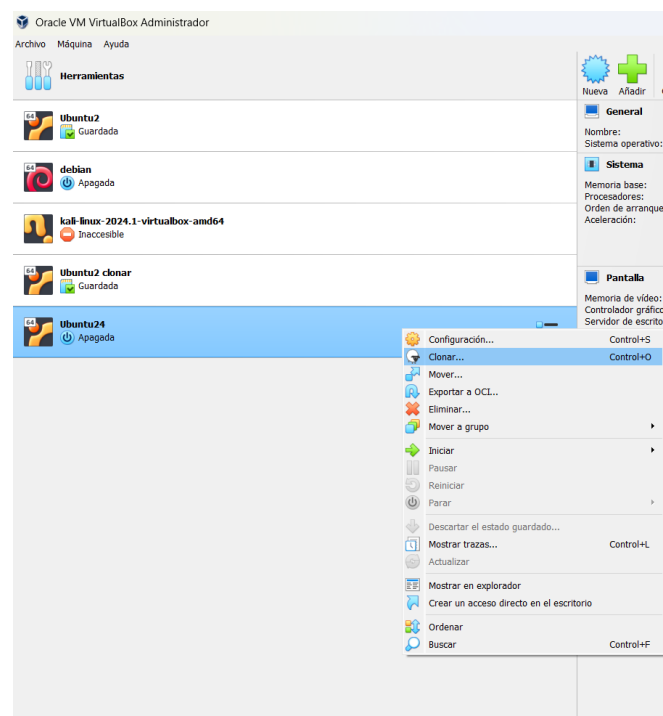 Oracle VM VirtualBox Administrador
Archivo Máquina Ayuda
Herramientas
Nueva Añadir
64
Ubuntu2
Guardada
64
debian
Apagada
kali-linux-2024.1-virtualbox-amd64
Inaccesible
64
Ubuntu2 clonar
Guardada
64
Ubuntu24
Apagada
General
Nombre:
Sistema operativo:
Sistema
Memoria base:
Procesadores:
Orden de arranque
Aceleración:
Pantalla
Memoria de vídeo:
Controlador gráfico
Servidor de escrito
Configuración... Control+S
Clonar... Control+O
Mover...
Exportar a OCI...
Eliminar...
Mover a grupo
Iniciar
Pausar
Reiniciar
Parar
Descartar el estado guardado...
Mostrar trazas... Control+L
Actualizar
Mostrar en explorador
Crear un acceso directo en el escritorio
Ordenar
Buscar Control+F